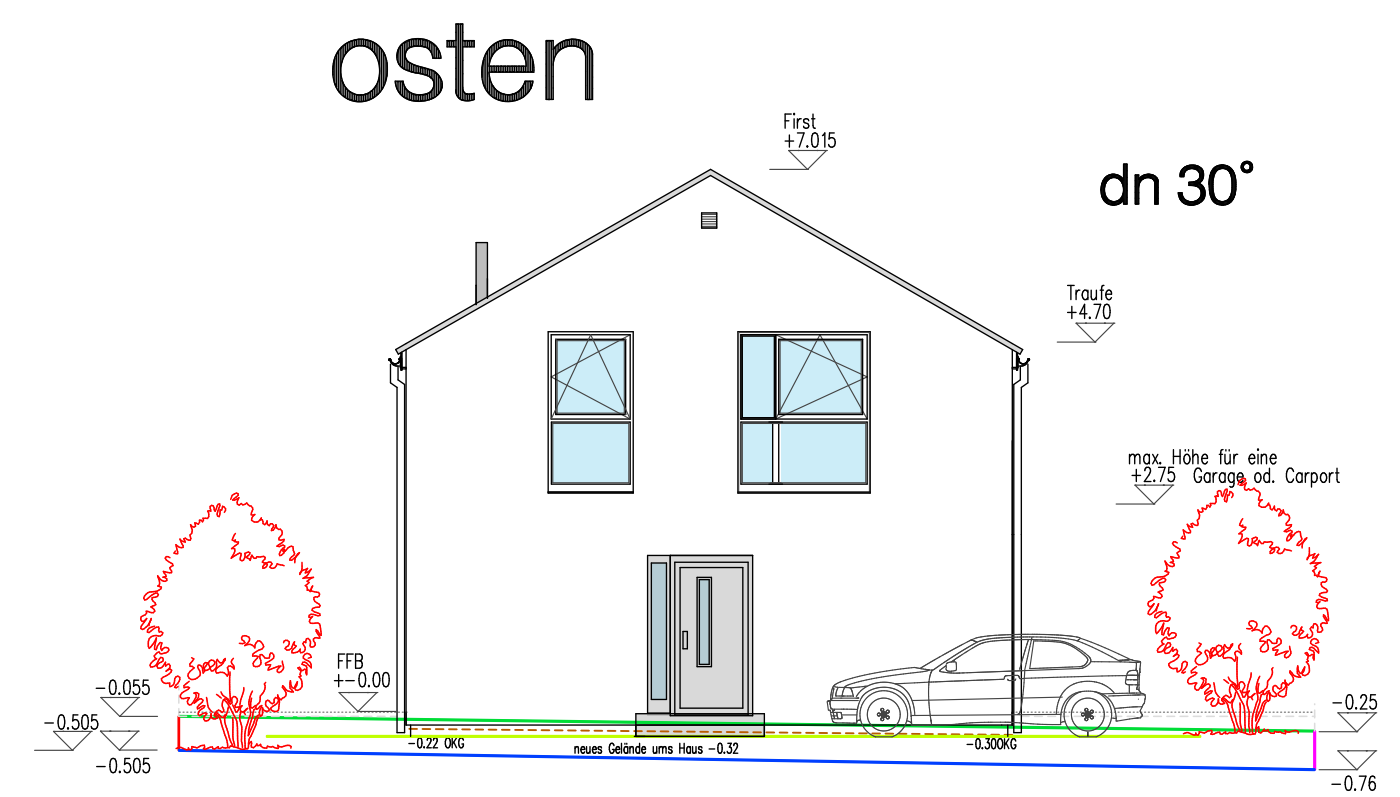 osten
First
+7.015
dn 30°
Traufe
+4.70
max. Höhe für eine
+2.75 Garage od. Carport
FFB
+-0.00
-0.055
-0.505
-0.505
-0.25
-0.76
-0.22 OKG
neues Gelände ums Haus -0.32
-0.300KG